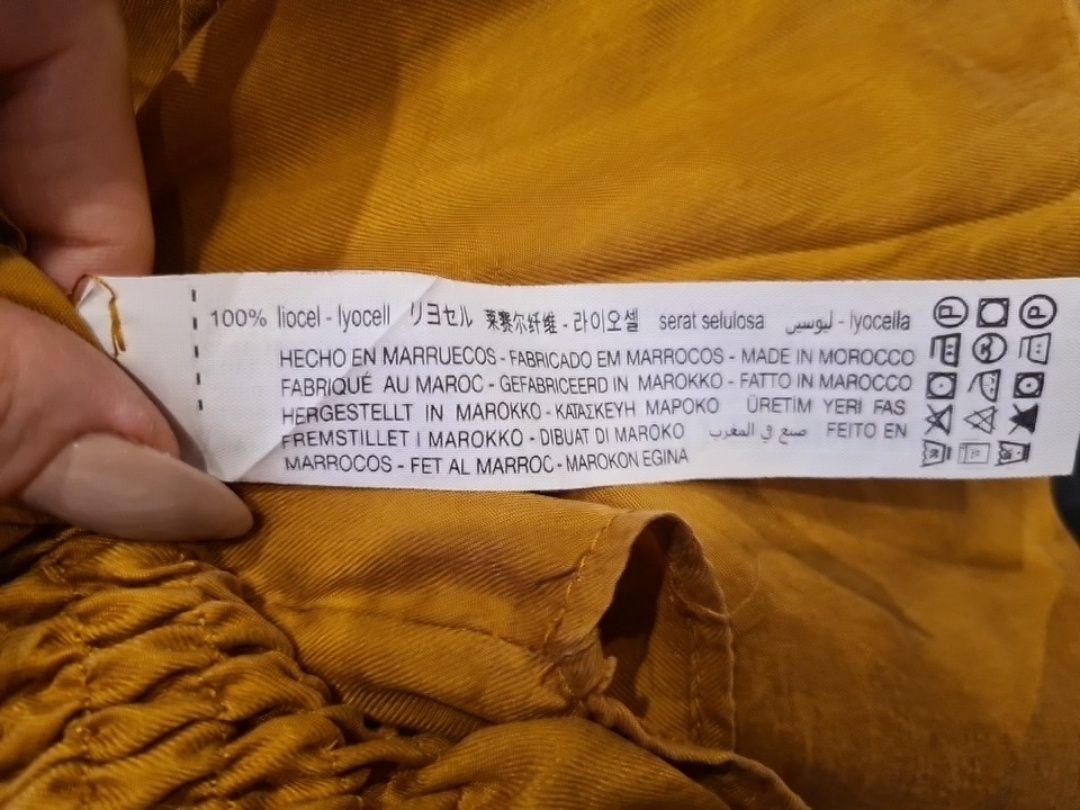 100% liocel - lyocell リヨセル 莱赛尔纤维 - 라이오셀 serat selulosa ليوسيي - lyocella
HECHO EN MARRUECOS - FABRICADO EM MARROCOS - MADE IN MOROCCO
FABRIQUÉ AU MAROC - GEFABRICEERD IN MAROKKO - FATTO IN MAROCCO
HERGESTELLT IN MAROKKO - ΚΑΤΑΣΚΕΥΗ ΜΑΡΟΚΟ ÜRETİM YERİ FAS
FREMSTILLET I MAROKKO - DIBUAT DI MAROKO صنع في المغرب FEITO EN
MARROCOS - FET AL MARROC - MAROKON EGINA